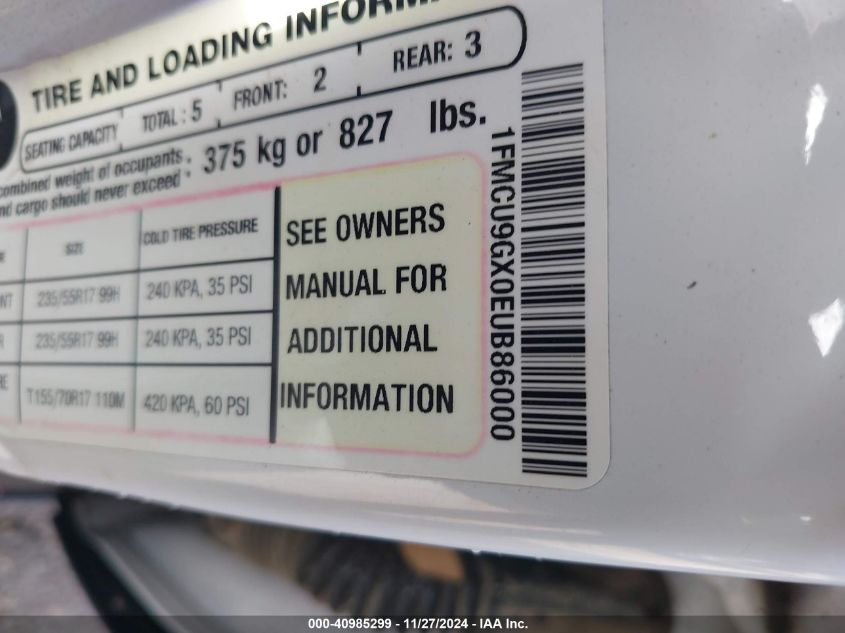 TIRE AND LOADING
SEATING CAPACITY TOTAL : 5 FRONT: 2 REAR: 3
combined weight of occupants
and cargo should never exceed : 375 kg or 827 lbs.
SIZE COLD TIRE PRESSURE
235/55R17 99H 240 KPA, 35 PSI
235/55R17 99H 240 KPA, 35 PSI
T155/70R17 110M 420 KPA, 60 PSI
SEE OWNERS
MANUAL FOR
ADDITIONAL
INFORMATION
1FMCU9GX0EUB86000
000-40985299 - 11/27/2024 - IAA Inc.